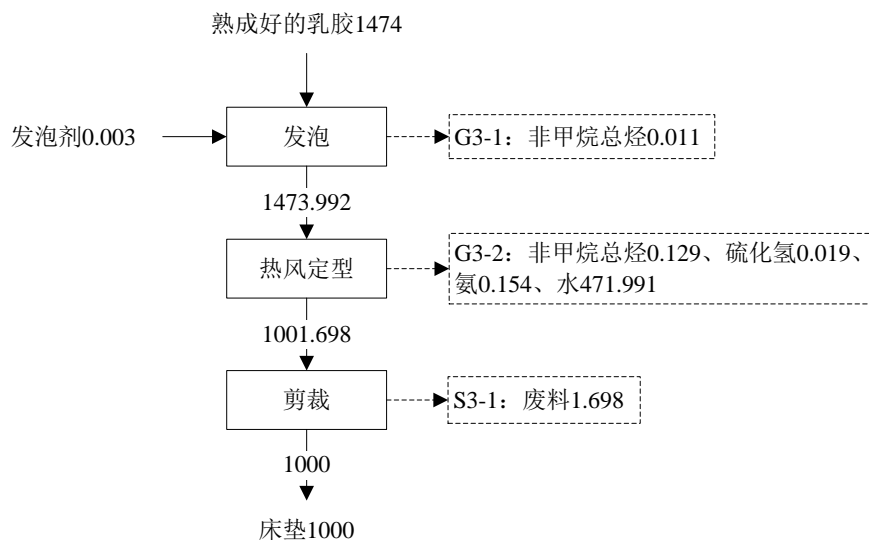 熟成好的乳胶1474
发泡剂0.003
发泡
G3-1：非甲烷总烃0.011
1473.992
热风定型
G3-2：非甲烷总烃0.129、硫化氢0.019、
氨0.154、水471.991
1001.698
剪裁
S3-1：废料1.698
1000
床垫1000